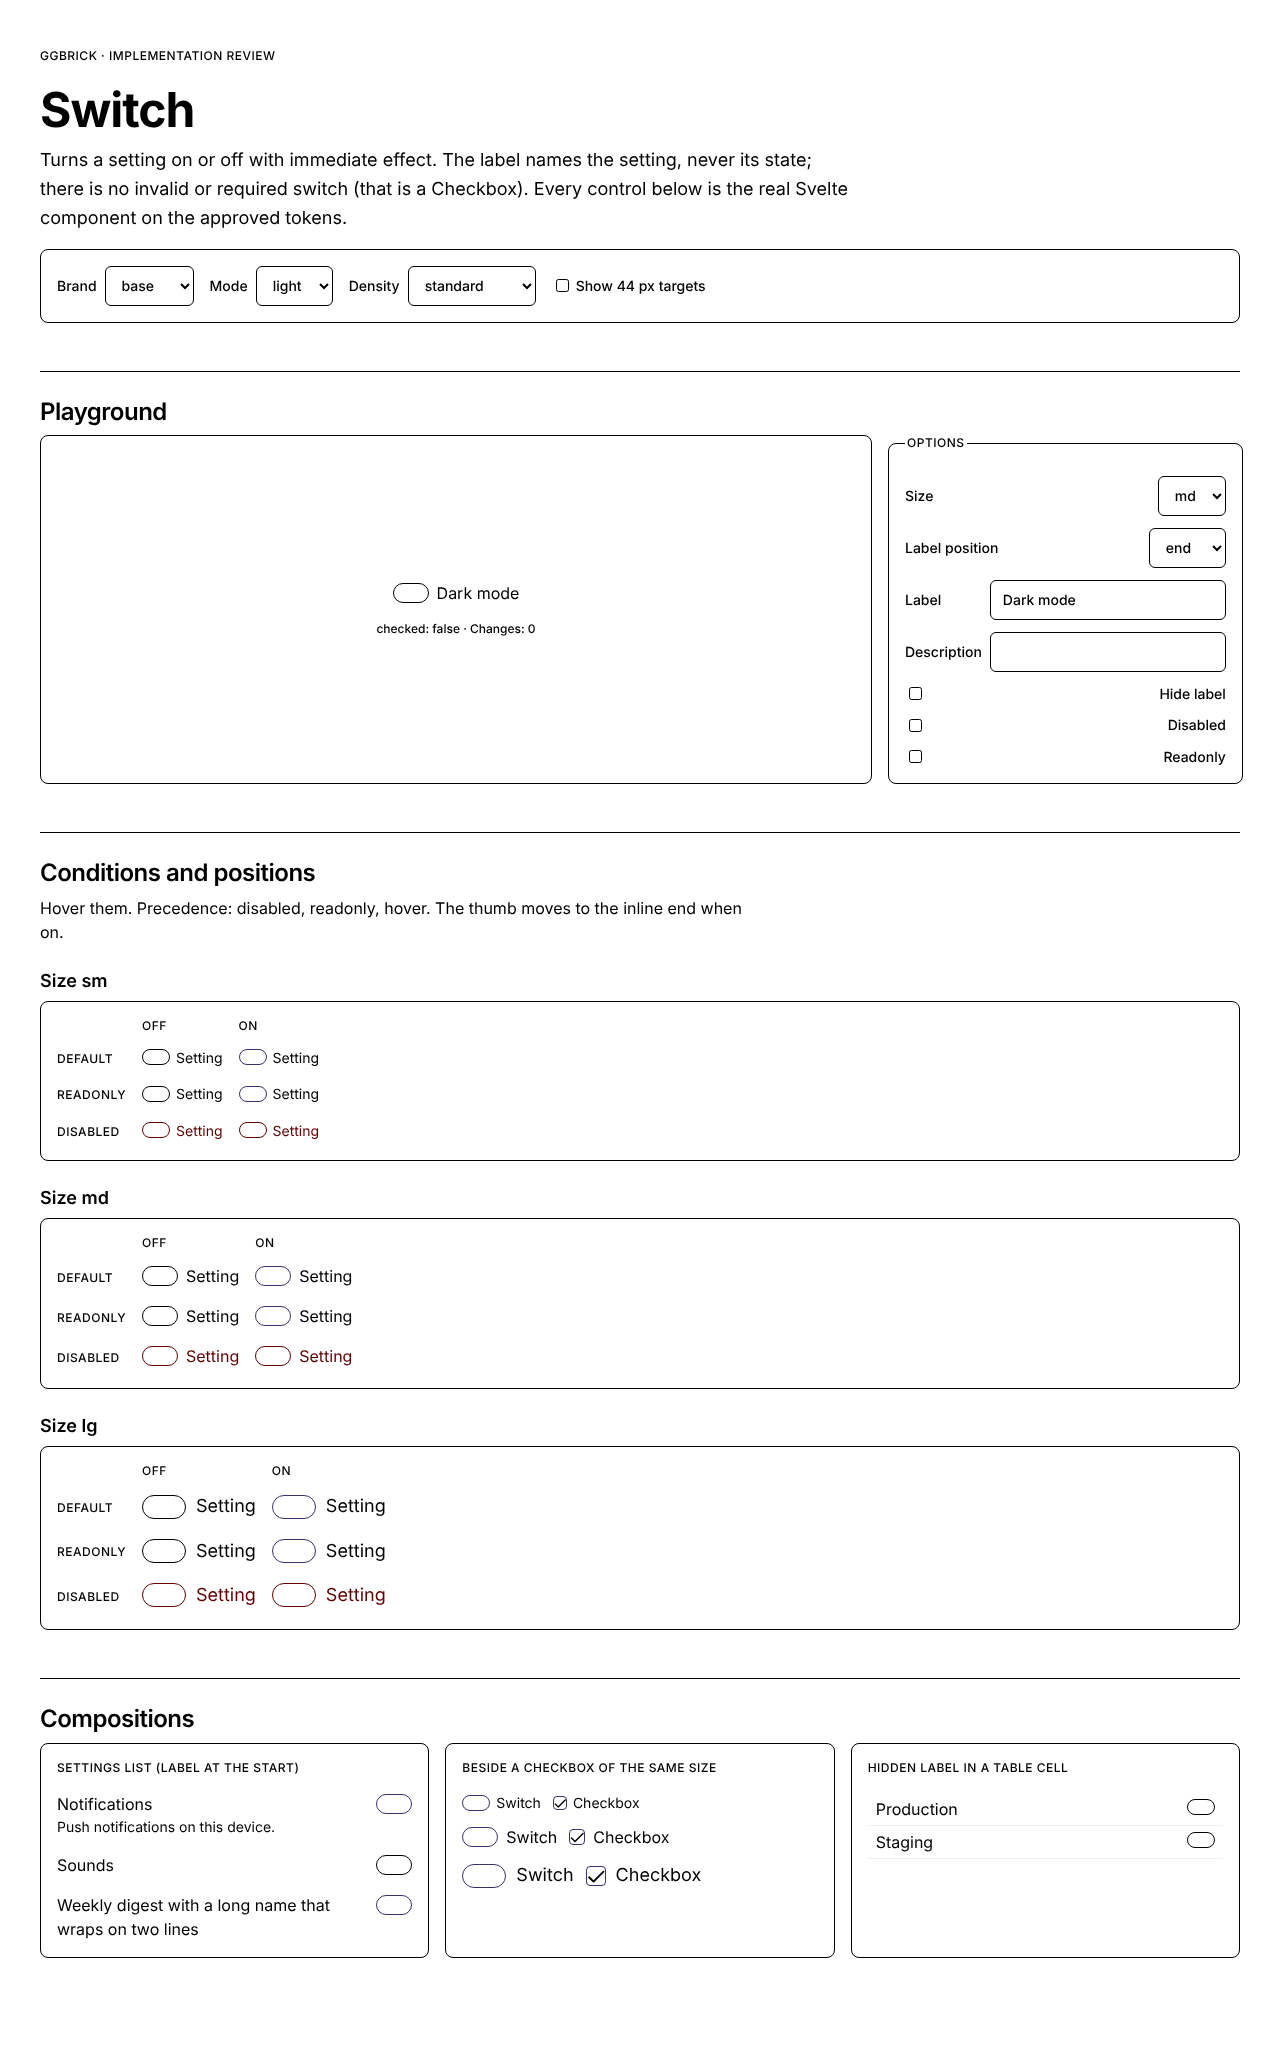 GGBRICK · IMPLEMENTATION REVIEW
Switch
Turns a setting on or off with immediate effect. The label names the setting, never its state;
there is no invalid or required switch (that is a Checkbox). Every control below is the real Svelte
component on the approved tokens.
Brand base Mode light Density standard Show 44 px targets
Playground
Dark mode
checked: false · Changes: 0
OPTIONS
Size md
Label position end
Label Dark mode
Description
Hide label
Disabled
Readonly
Conditions and positions
Hover them. Precedence: disabled, readonly, hover. The thumb moves to the inline end when
on.
Size sm
OFF ON
DEFAULT Setting Setting
READONLY Setting Setting
DISABLED Setting Setting
Size md
OFF ON
DEFAULT Setting Setting
READONLY Setting Setting
DISABLED Setting Setting
Size lg
OFF ON
DEFAULT Setting Setting
READONLY Setting Setting
DISABLED Setting Setting
Compositions
SETTINGS LIST (LABEL AT THE START)
Notifications
Push notifications on this device.
Sounds
Weekly digest with a long name that
wraps on two lines
BESIDE A CHECKBOX OF THE SAME SIZE
Switch Checkbox
Switch Checkbox
Switch Checkbox
HIDDEN LABEL IN A TABLE CELL
Production
Staging